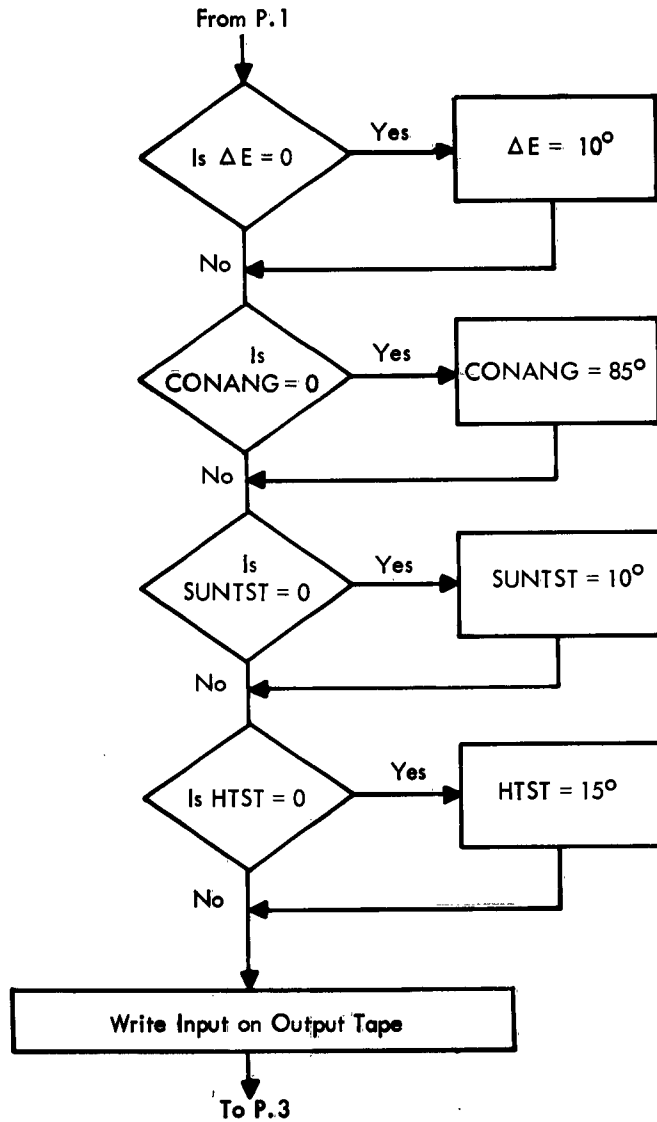 From P.1
Is ΔE = 0
Yes
ΔE = 10°
No
Is
CONANG = 0
Yes
CONANG = 85°
No
Is
SUNTST = 0
Yes
SUNTST = 10°
No
Is HTST = 0
Yes
HTST = 15°
No
Write Input on Output Tape
To P.3